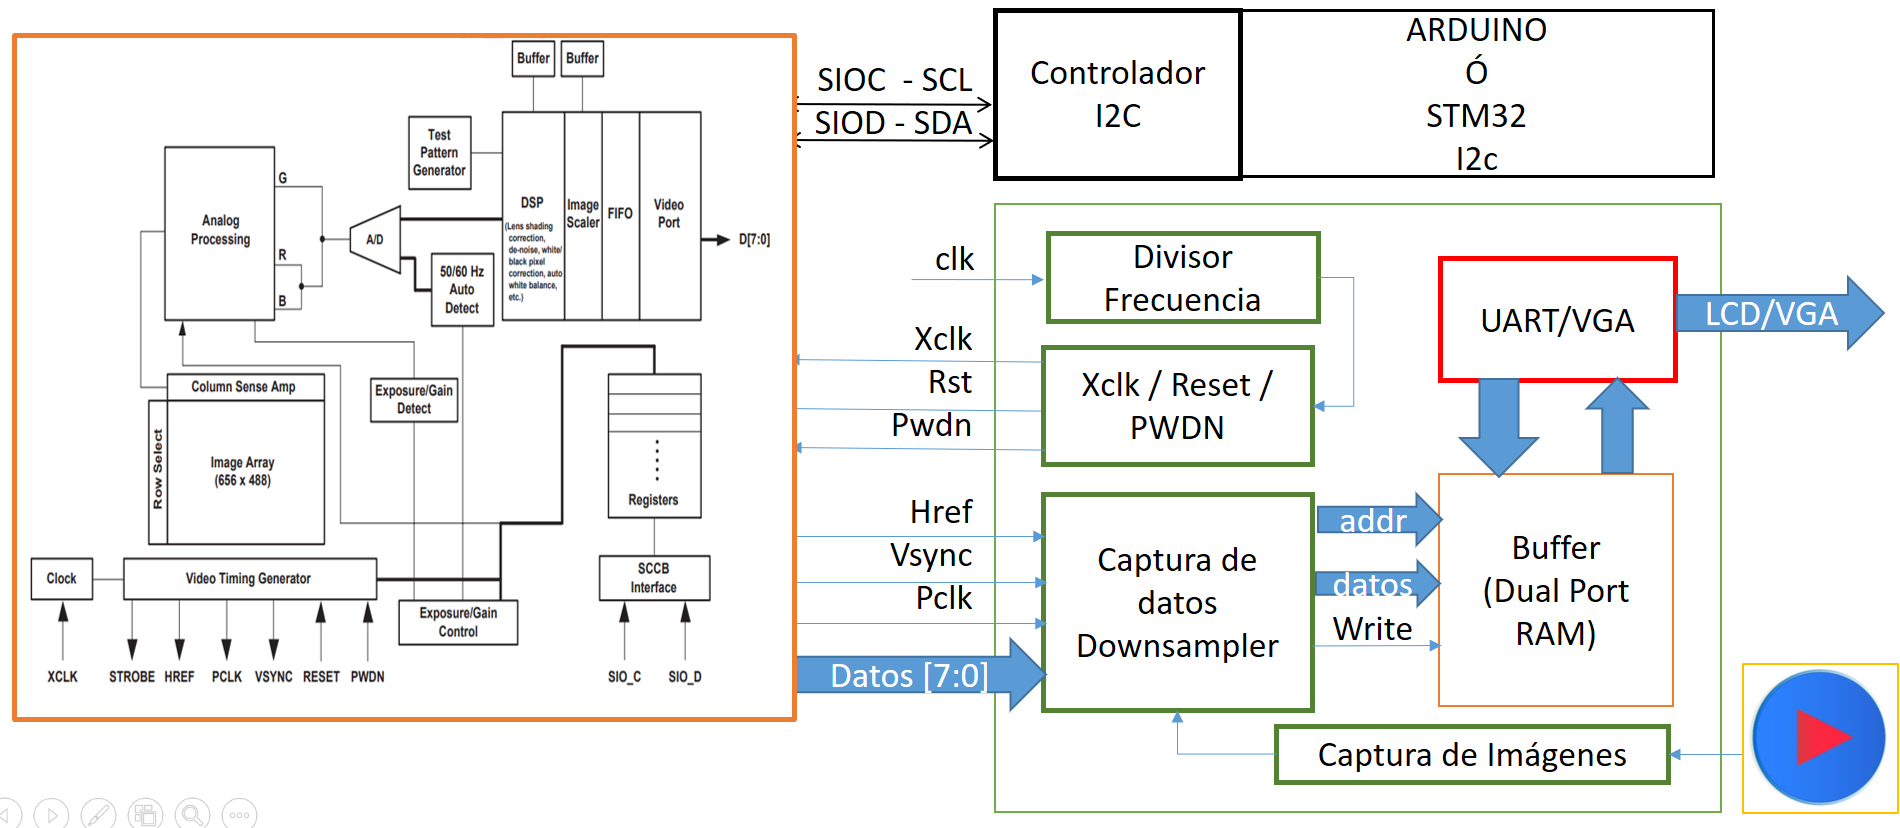 Buffer
Buffer
Test
Pattern
Generator
Analog
Processing
G
R
B
A/D
50/60 Hz
Auto
Detect
DSP
(Lens shading
correction,
de-noise, white/
black pixel
correction, auto
white balance,
etc.)
Image
Scaler
FIFO
Video
Port
D[7:0]
Column Sense Amp
Row Select
Image Array
(656 x 488)
Exposure/Gain
Detect
Registers
Clock
Video Timing Generator
Exposure/Gain
Control
SCCB
Interface
XCLK
STROBE
HREF
PCLK
VSYNC
RESET
PWDN
SIO_C
SIO_D
SIOC - SCL
SIOD - SDA
Controlador
I2C
ARDUINO
Ó
STM32
I2c
clk
Divisor
Frecuencia
Xclk
Rst
Pwdn
Xclk / Reset /
PWDN
UART/VGA
LCD/VGA
Href
Vsync
Pclk
Datos [7:0]
Captura de
datos
Downsampler
addr
datos
Write
Buffer
(Dual Port
RAM)
Captura de Imágenes